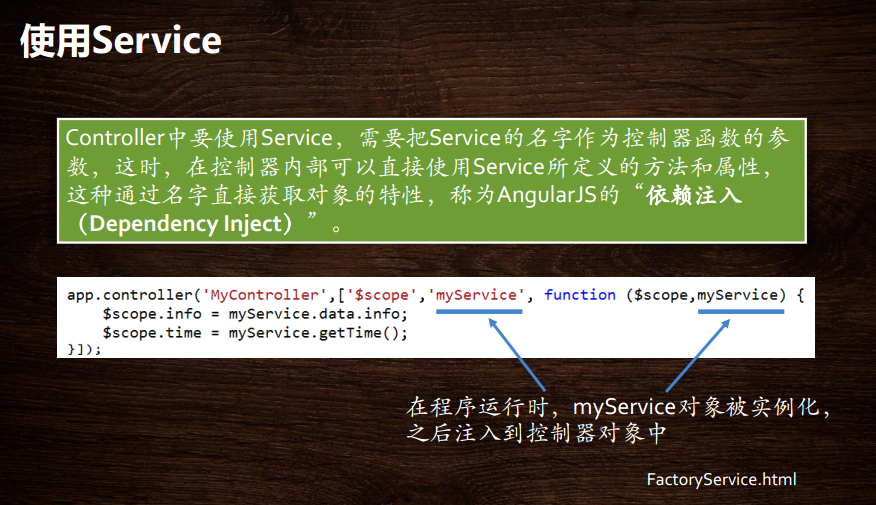 使用Service
Controller中要使用Service，需要把Service的名字作为控制器函数的参
数，这时，在控制器内部可以直接使用Service所定义的方法和属性，
这种通过名字直接获取对象的特性，称为AngularJS的“依赖注入
（Dependency Inject）”。
app.controller('MyController',['$scope','myService', function ($scope,myService) {
    $scope.info = myService.data.info;
    $scope.time = myService.getTime();
}]);
在程序运行时，myService对象被实例化，
之后注入到控制器对象中
FactoryService.html